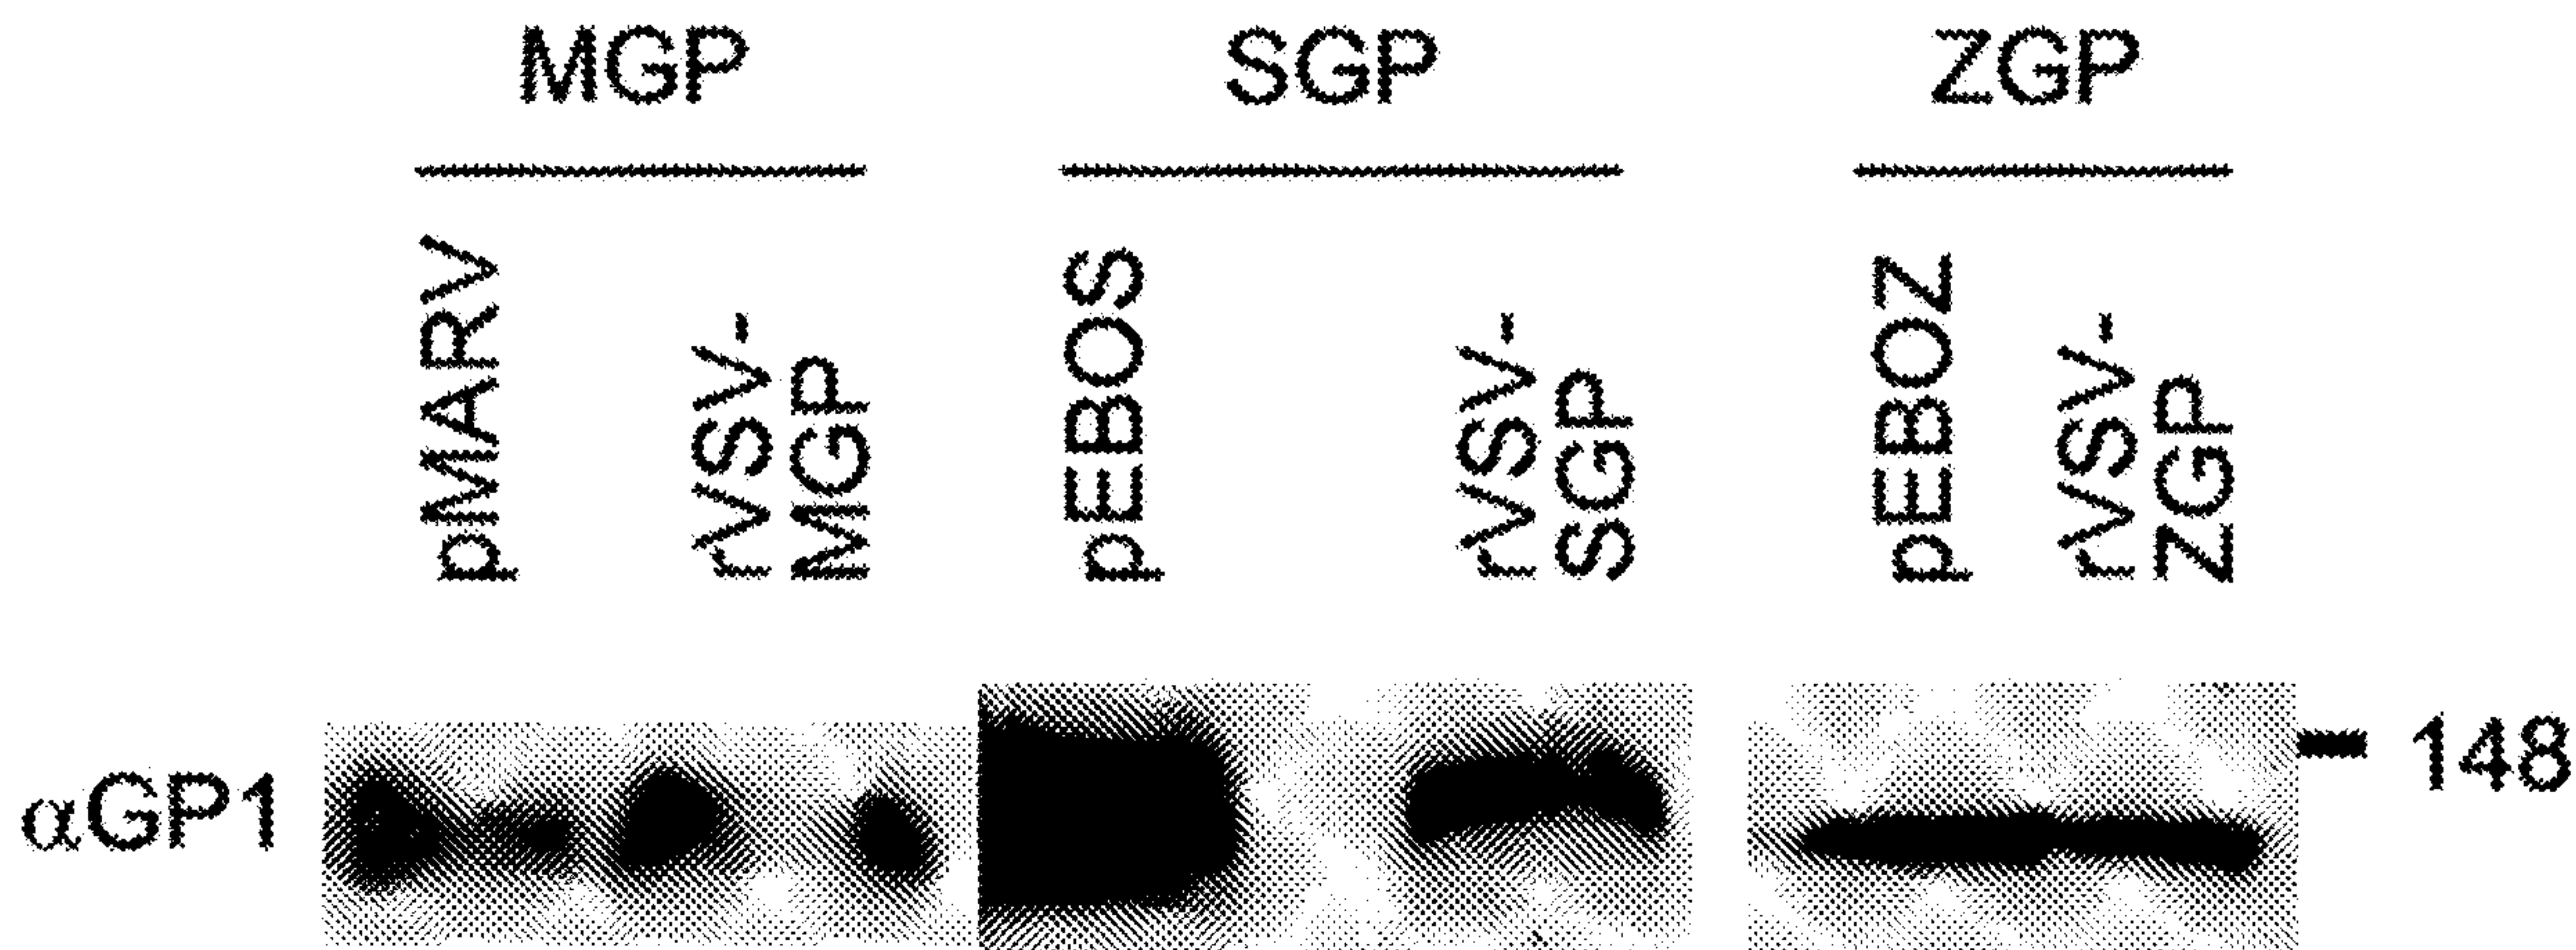 MGP SGP ZGP
pMARV
rVSV-
MGP
pEBOS
rVSV-
SGP
pEBOZ
rVSV-
ZGP
αGP1
148